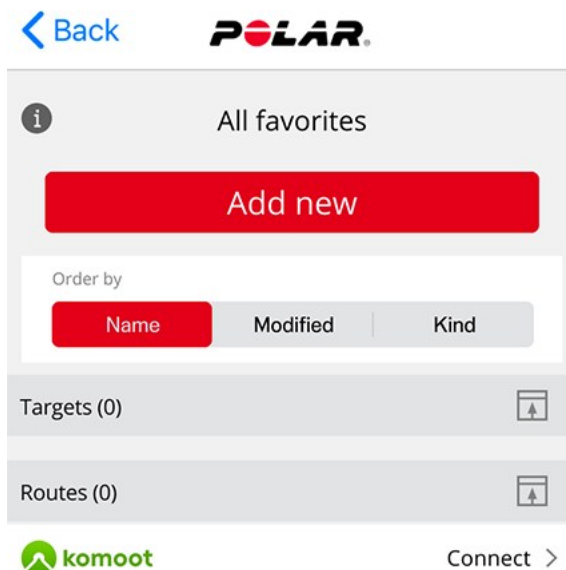 Back
POLAR.
All favorites
Add new
Order by
Name Modified Kind
Targets (0)
Routes (0)
komoot Connect